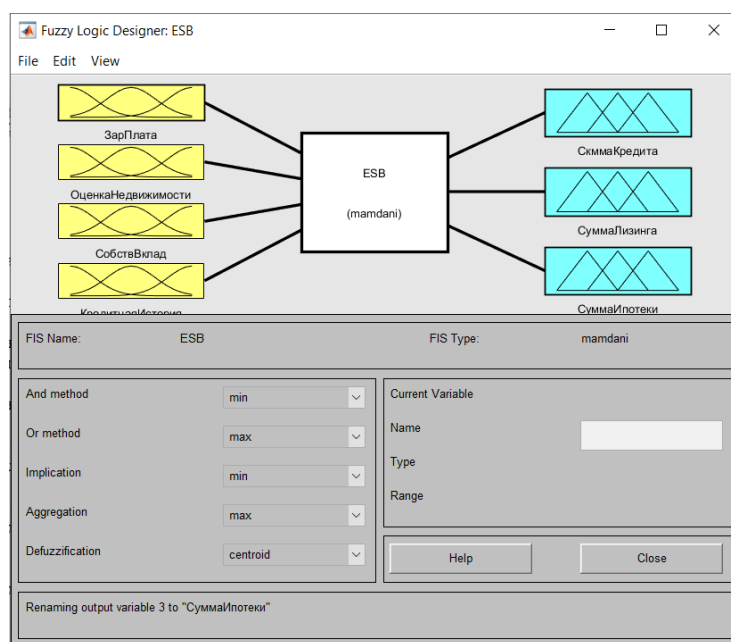 Fuzzy Logic Designer: ESB
File Edit View
ЗарПлата
ОценкаНедвижимости
СобствВклад
КредитнаяИстория
ESB
(mamdani)
СкммаКредита
СуммаЛизинга
СуммаИпотеки
FIS Name: ESB FIS Type: mamdani
And method min
Or method max
Implication min
Aggregation max
Defuzzification centroid
Current Variable
Name
Type
Range
Help Close
Renaming output variable 3 to "СуммаИпотеки"